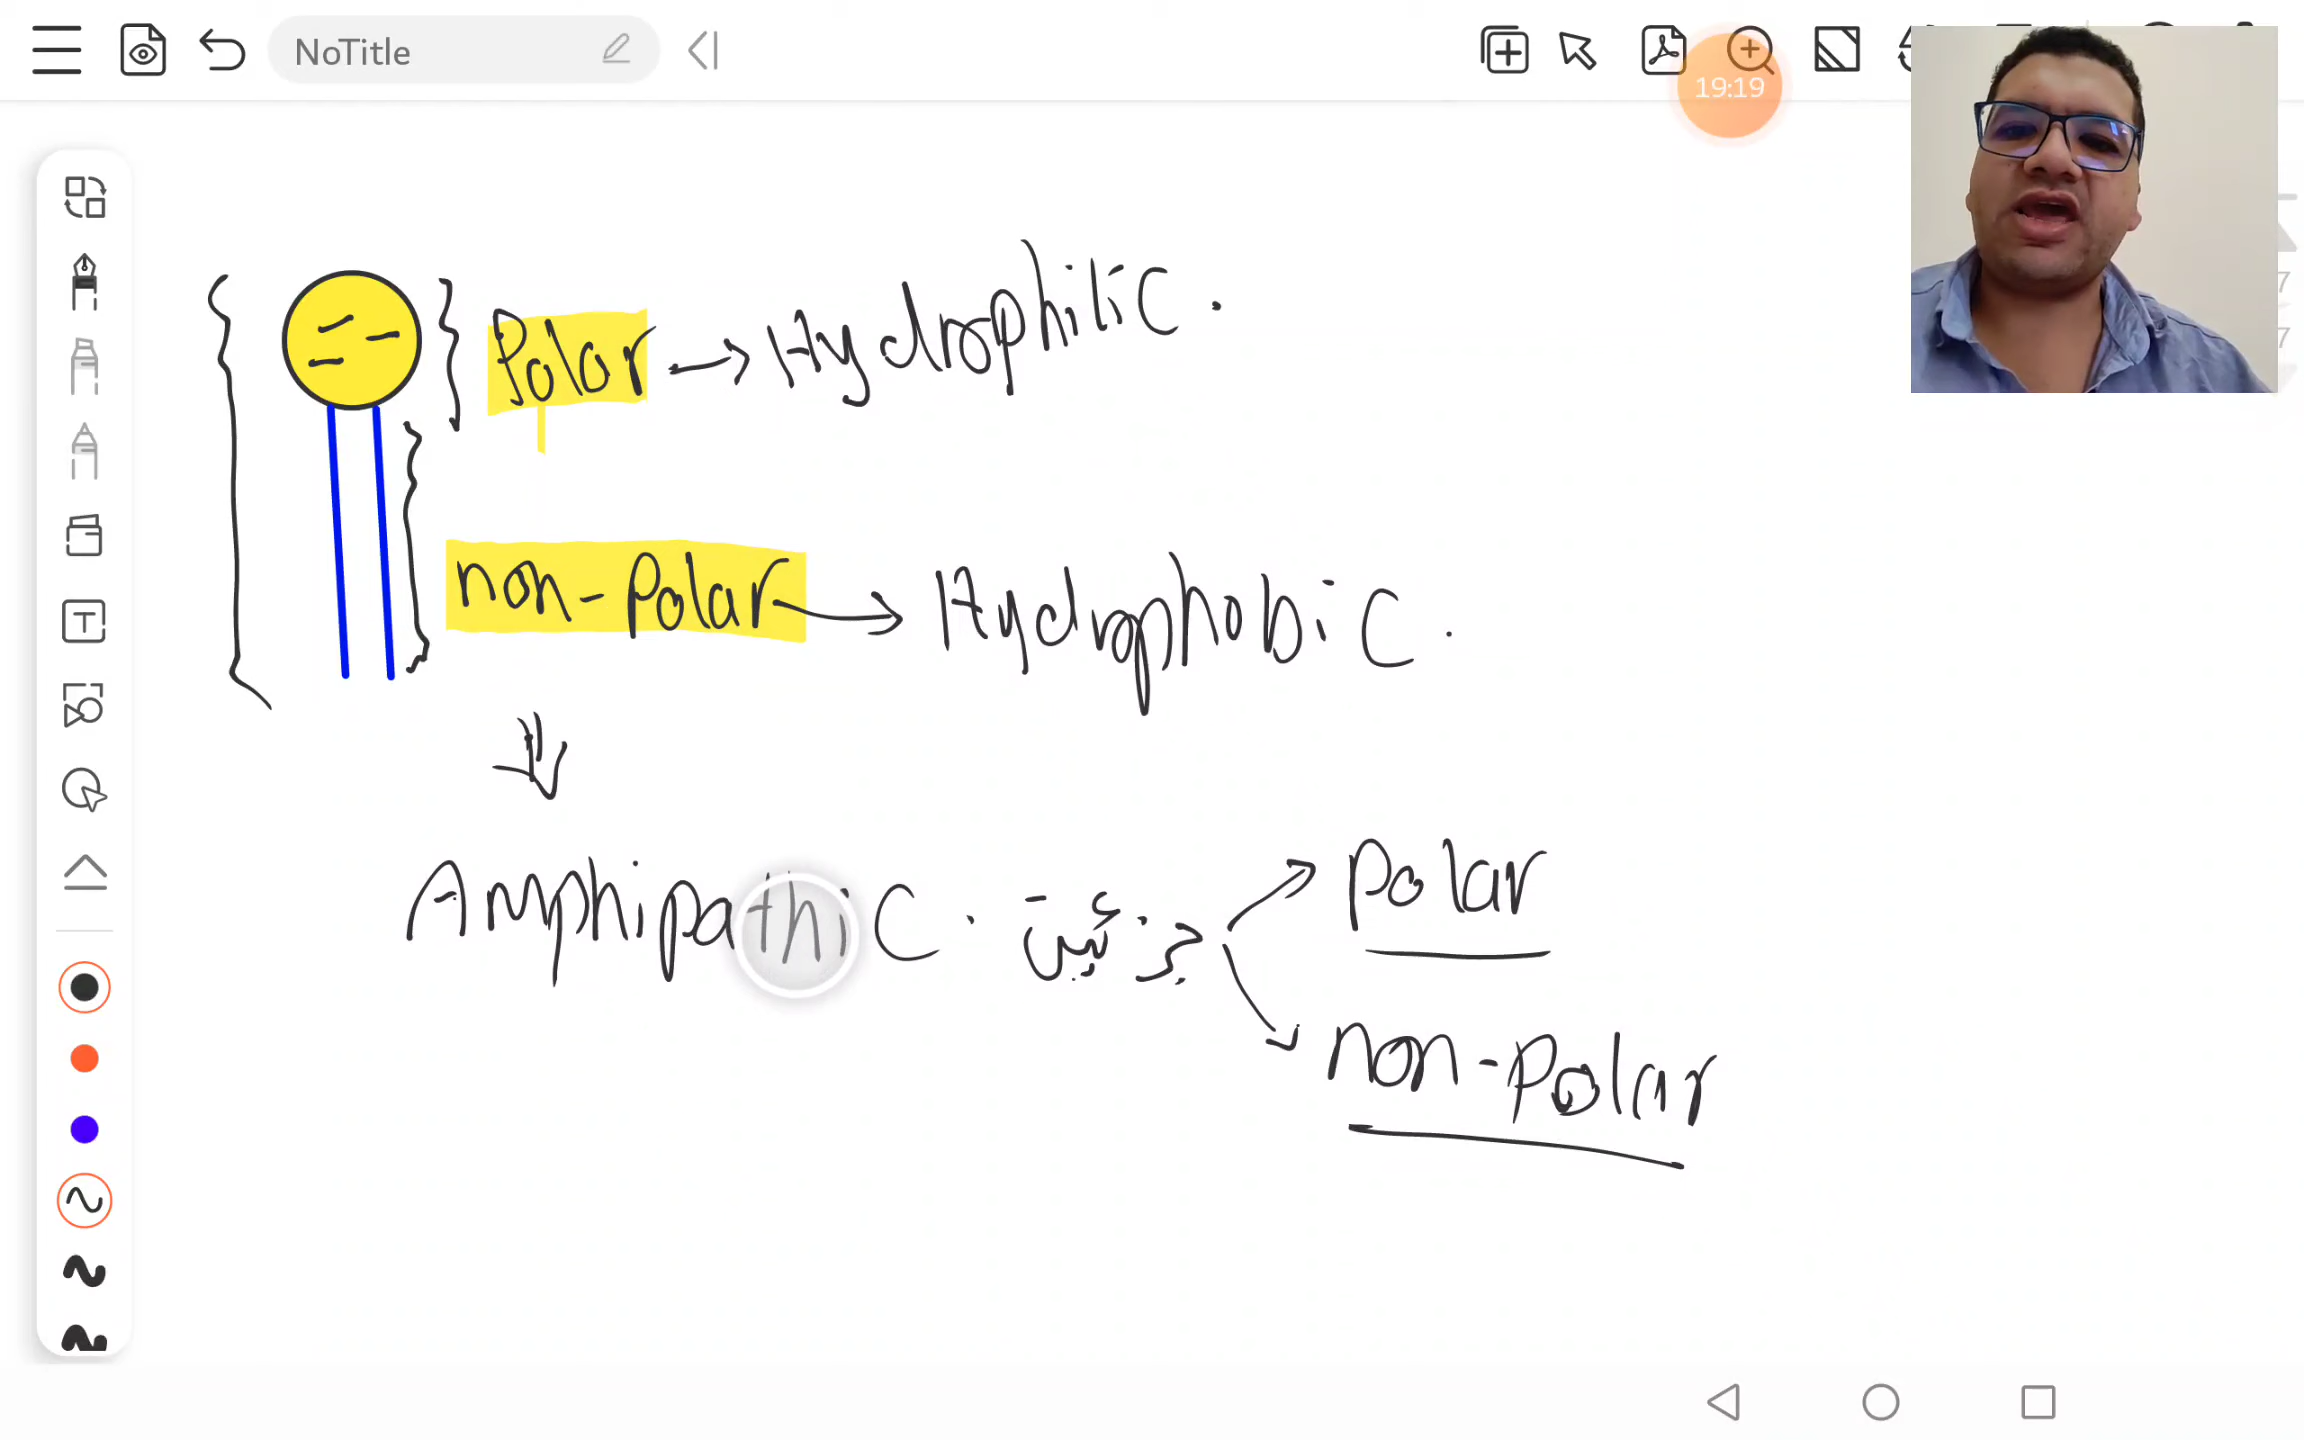 NoTitle
19:19
Polar → Hydrophilic.
non-Polar → Hydrophobic.
Amphipathic. جزئين
polar
non-polar